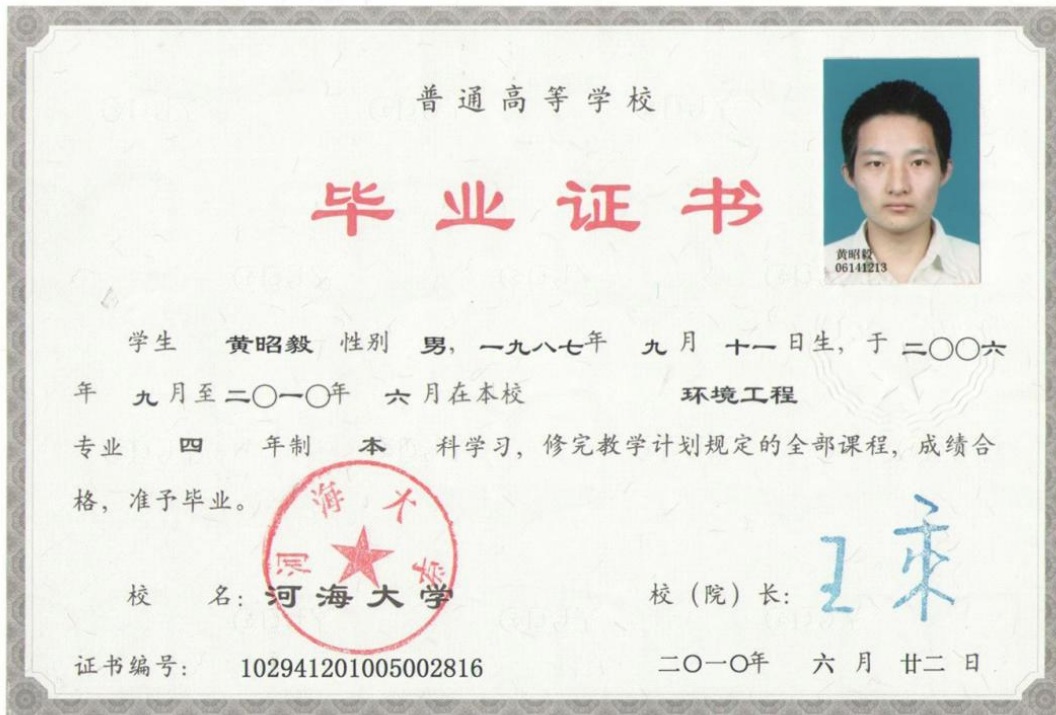 普通高等学校
毕业证书
黄昭毅
06141213
学生 黄昭毅 性别 男，一九八七年 九月 十一日生，于 二〇〇六
年 九月至二〇一〇年 六月在本校 环境工程
专业 四 年制 本 科学习，修完教学计划规定的全部课程，成绩合
格，准予毕业。
河海大学
校 名：河海大学 校（院）长：王乘
证书编号： 102941201005002816 二〇一〇年 六月 廿二日